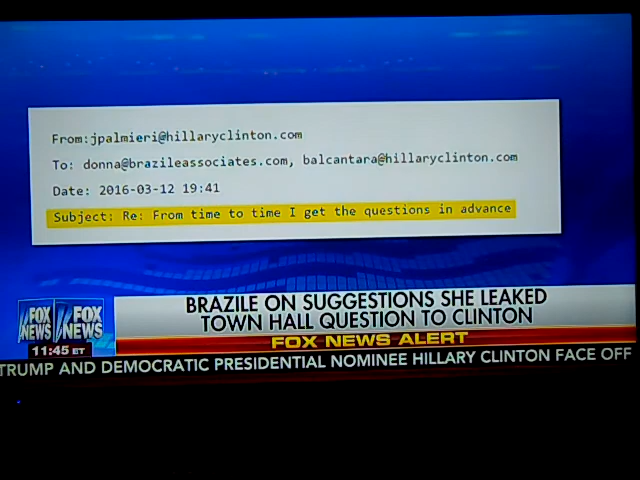 From:jpalmieri@hillaryclinton.com
To: donna@brazileassociates.com, balcantara@hillaryclinton.com
Date: 2016-03-12 19:41
Subject: Re: From time to time I get the questions in advance
BRAZILE ON SUGGESTIONS SHE LEAKED
TOWN HALL QUESTION TO CLINTON
FOX NEWS ALERT
FOX NEWS
FOX NEWS
11:45 ET
TRUMP AND DEMOCRATIC PRESIDENTIAL NOMINEE HILLARY CLINTON FACE OFF